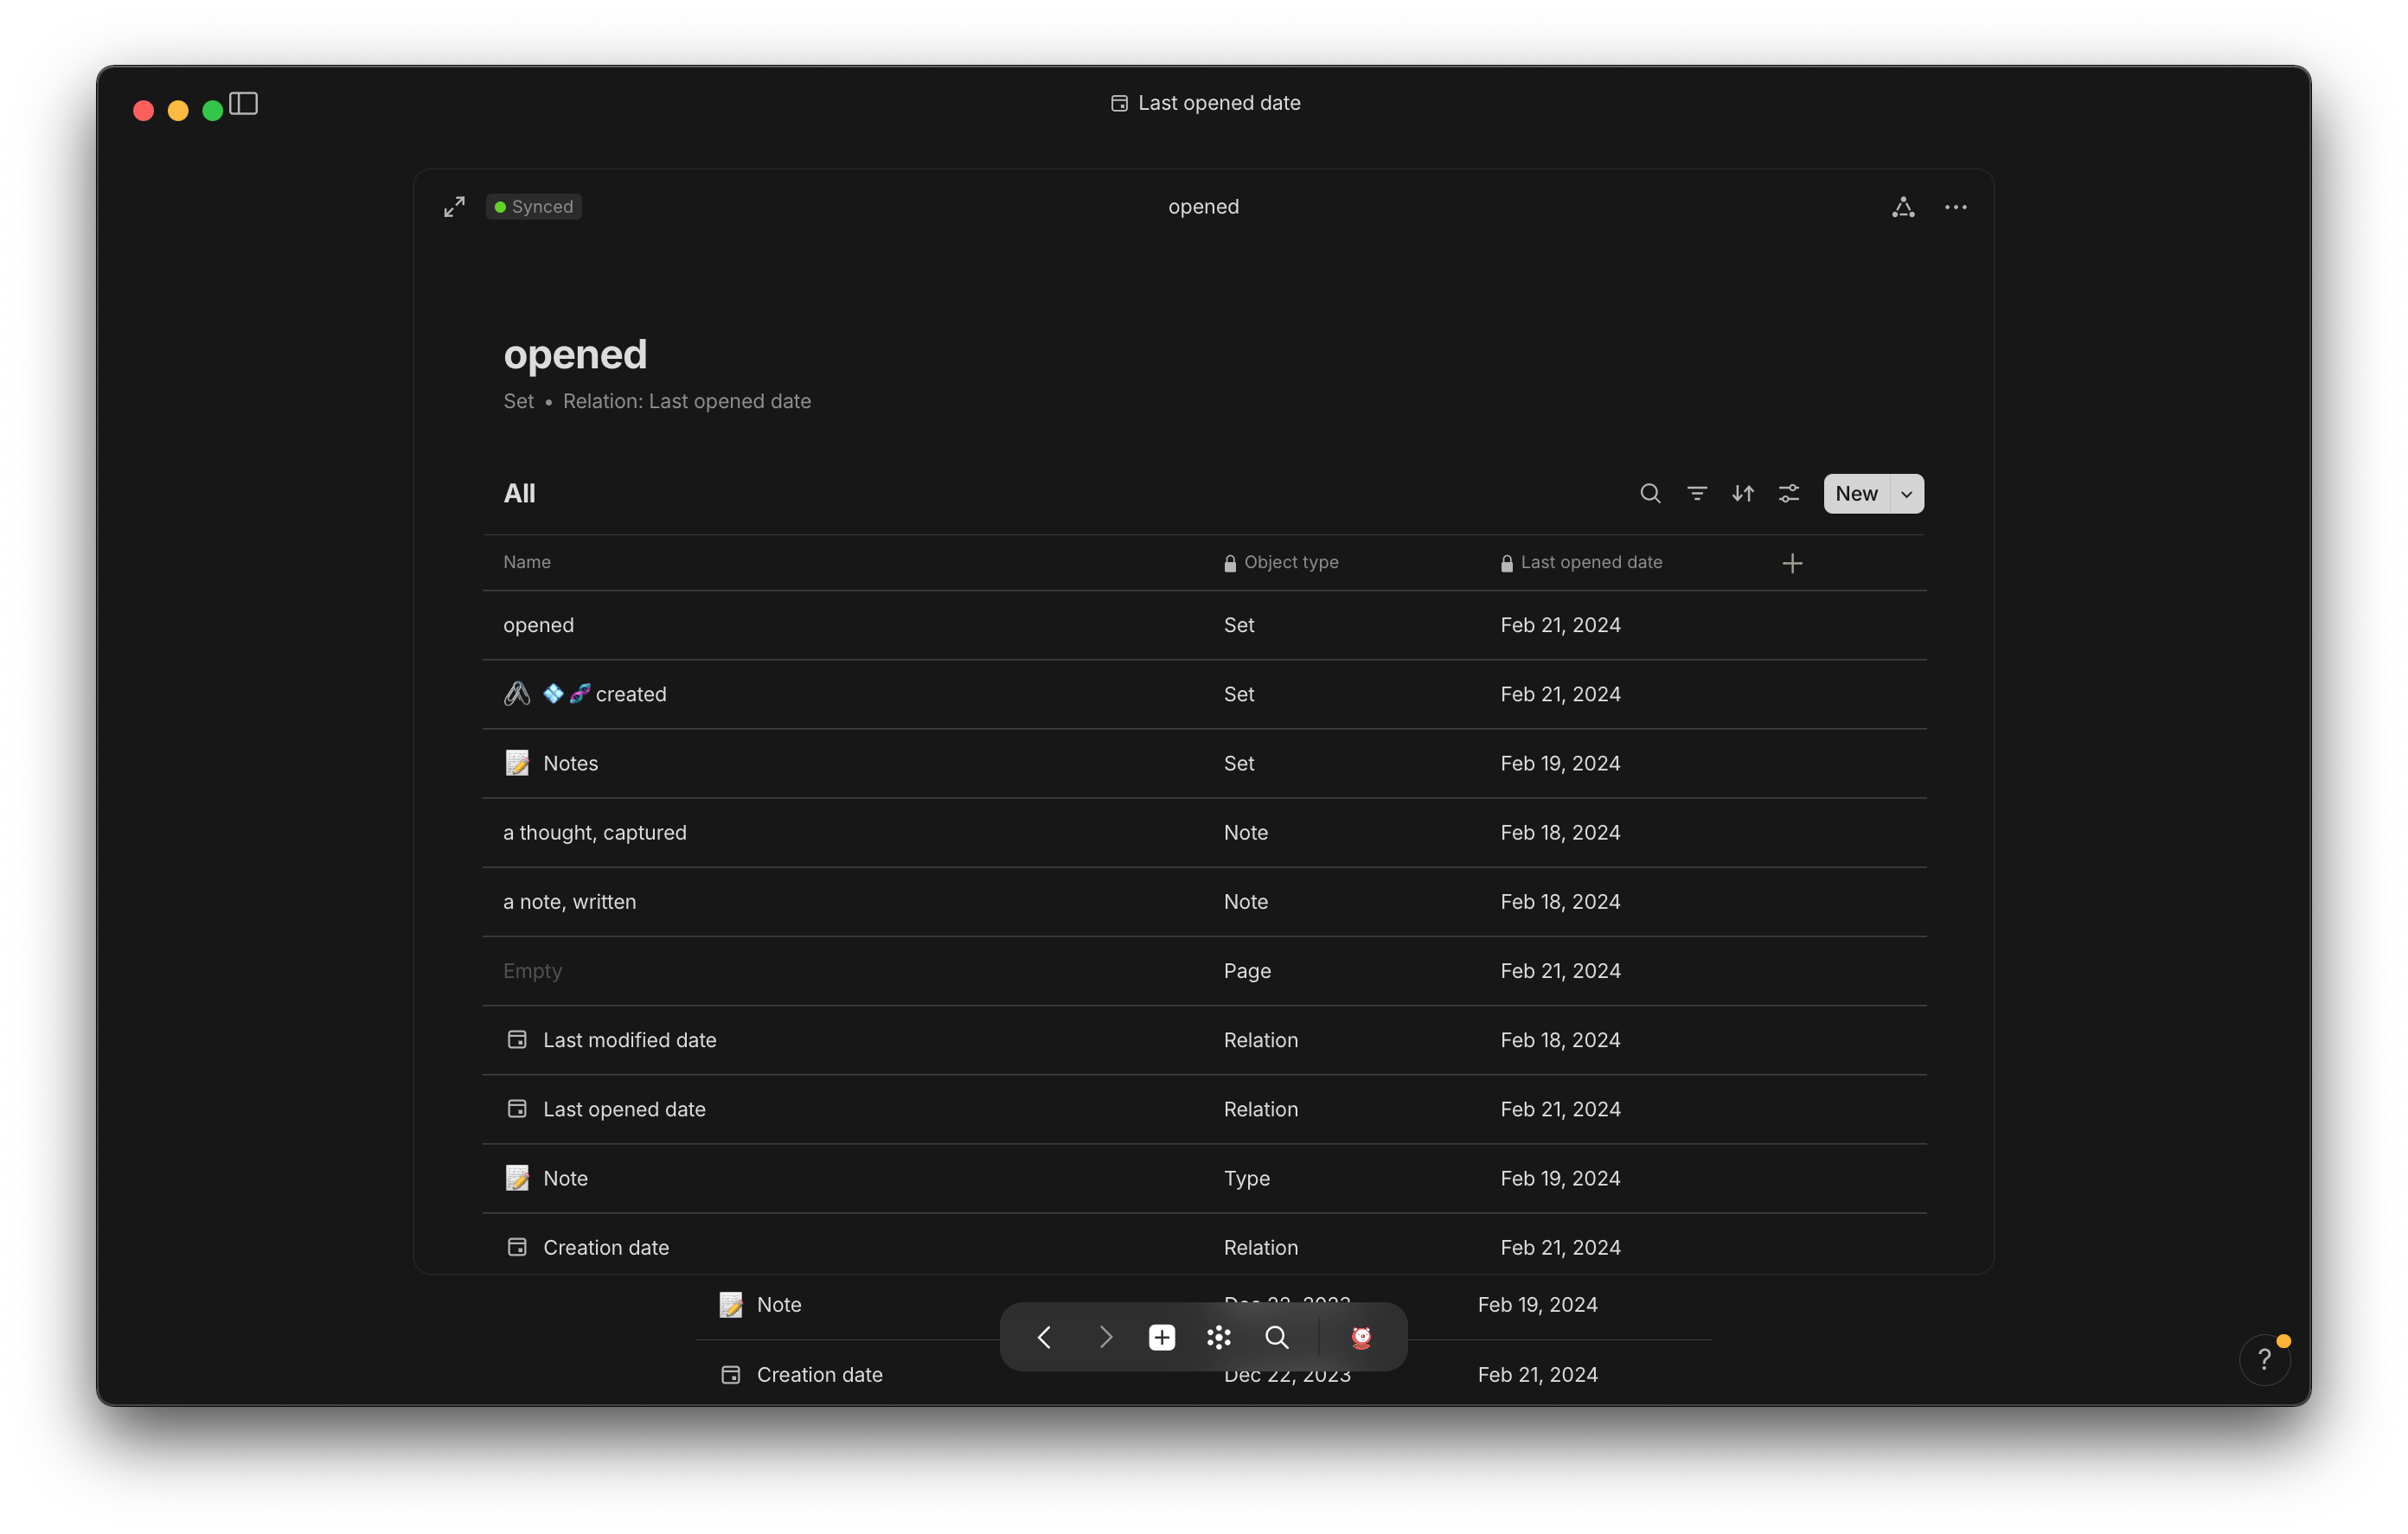 Last opened date
Synced
opened
opened
Set • Relation: Last opened date
All
New
Name Object type Last opened date
opened Set Feb 21, 2024
created Set Feb 21, 2024
Notes Set Feb 19, 2024
a thought, captured Note Feb 18, 2024
a note, written Note Feb 18, 2024
Empty Page Feb 21, 2024
Last modified date Relation Feb 18, 2024
Last opened date Relation Feb 21, 2024
Note Type Feb 19, 2024
Creation date Relation Feb 21, 2024
Note Dec 22, 2023 Feb 19, 2024
Creation date Dec 22, 2023 Feb 21, 2024
?